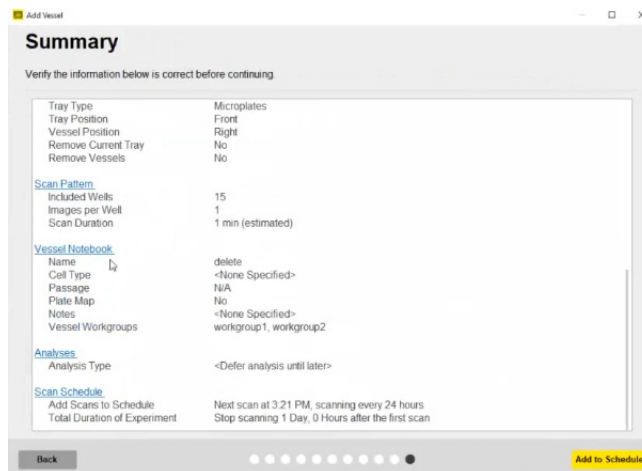 Add Vessel
Summary
Verify the information below is correct before continuing.
Tray Type Microplates
Tray Position Front
Vessel Position Right
Remove Current Tray No
Remove Vessels No
Scan Pattern
Included Wells 15
Images per Well 1
Scan Duration 1 min (estimated)
Vessel Notebook
Name delete
Cell Type <None Specified>
Passage N/A
Plate Map No
Notes <None Specified>
Vessel Workgroups workgroup1, workgroup2
Analyses
Analysis Type <Defer analysis until later>
Scan Schedule
Add Scans to Schedule Next scan at 3:21 PM, scanning every 24 hours
Total Duration of Experiment Stop scanning 1 Day, 0 Hours after the first scan
Back Add to Schedule